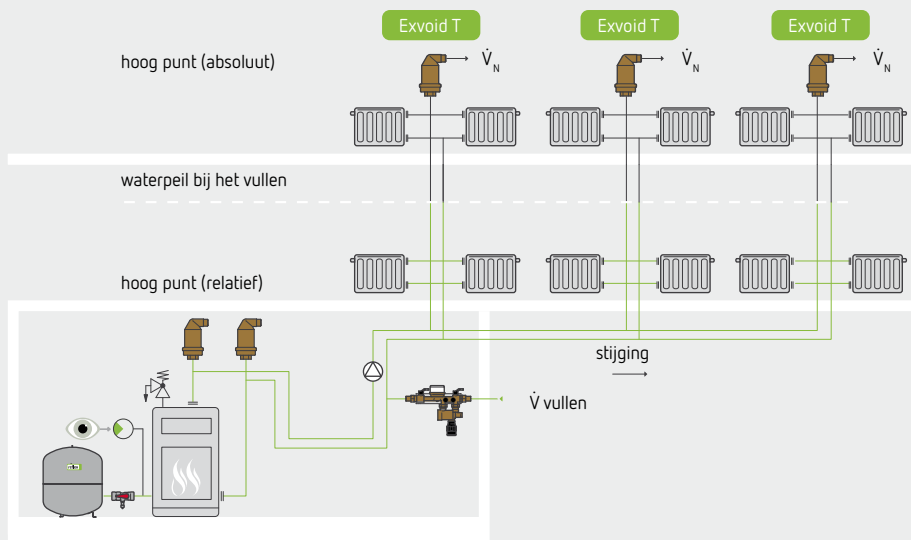 Exvoid T Exvoid T Exvoid T
hoog punt (absoluut)
V̇N V̇N V̇N
waterpeil bij het vullen
hoog punt (relatief)
stijging
V̇ vullen